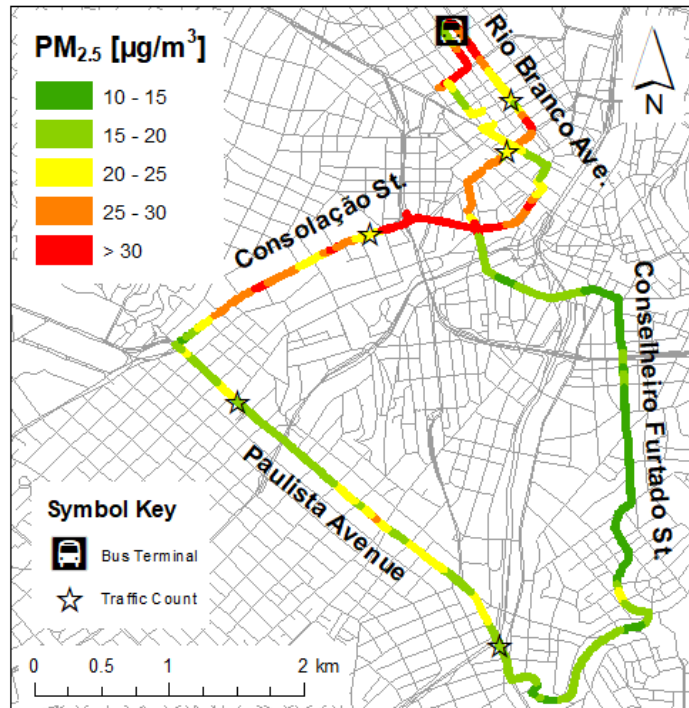 PM2.5 [µg/m³]
10 - 15
15 - 20
20 - 25
25 - 30
> 30
Rio Branco Ave.
N
Consolação St.
Conselheiro Furtado St.
Paulista Avenue
Symbol Key
Bus Terminal
Traffic Count
0 0.5 1 2 km